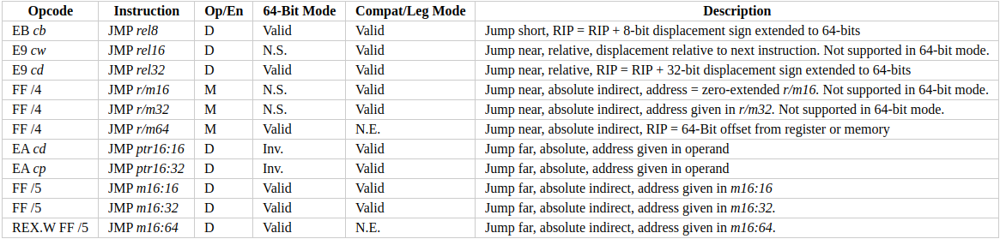 Opcode Instruction Op/En 64-Bit Mode Compat/Leg Mode Description
EB cb JMP rel8 D Valid Valid Jump short, RIP = RIP + 8-bit displacement sign extended to 64-bits
E9 cw JMP rel16 D N.S. Valid Jump near, relative, displacement relative to next instruction. Not supported in 64-bit mode.
E9 cd JMP rel32 D Valid Valid Jump near, relative, RIP = RIP + 32-bit displacement sign extended to 64-bits
FF /4 JMP r/m16 M N.S. Valid Jump near, absolute indirect, address = zero-extended r/m16. Not supported in 64-bit mode.
FF /4 JMP r/m32 M N.S. Valid Jump near, absolute indirect, address given in r/m32. Not supported in 64-bit mode.
FF /4 JMP r/m64 M Valid N.E. Jump near, absolute indirect, RIP = 64-Bit offset from register or memory
EA cd JMP ptr16:16 D Inv. Valid Jump far, absolute, address given in operand
EA cp JMP ptr16:32 D Inv. Valid Jump far, absolute, address given in operand
FF /5 JMP m16:16 D Valid Valid Jump far, absolute indirect, address given in m16:16
FF /5 JMP m16:32 D Valid Valid Jump far, absolute indirect, address given in m16:32.
REX.W FF /5 JMP m16:64 D Valid N.E. Jump far, absolute indirect, address given in m16:64.